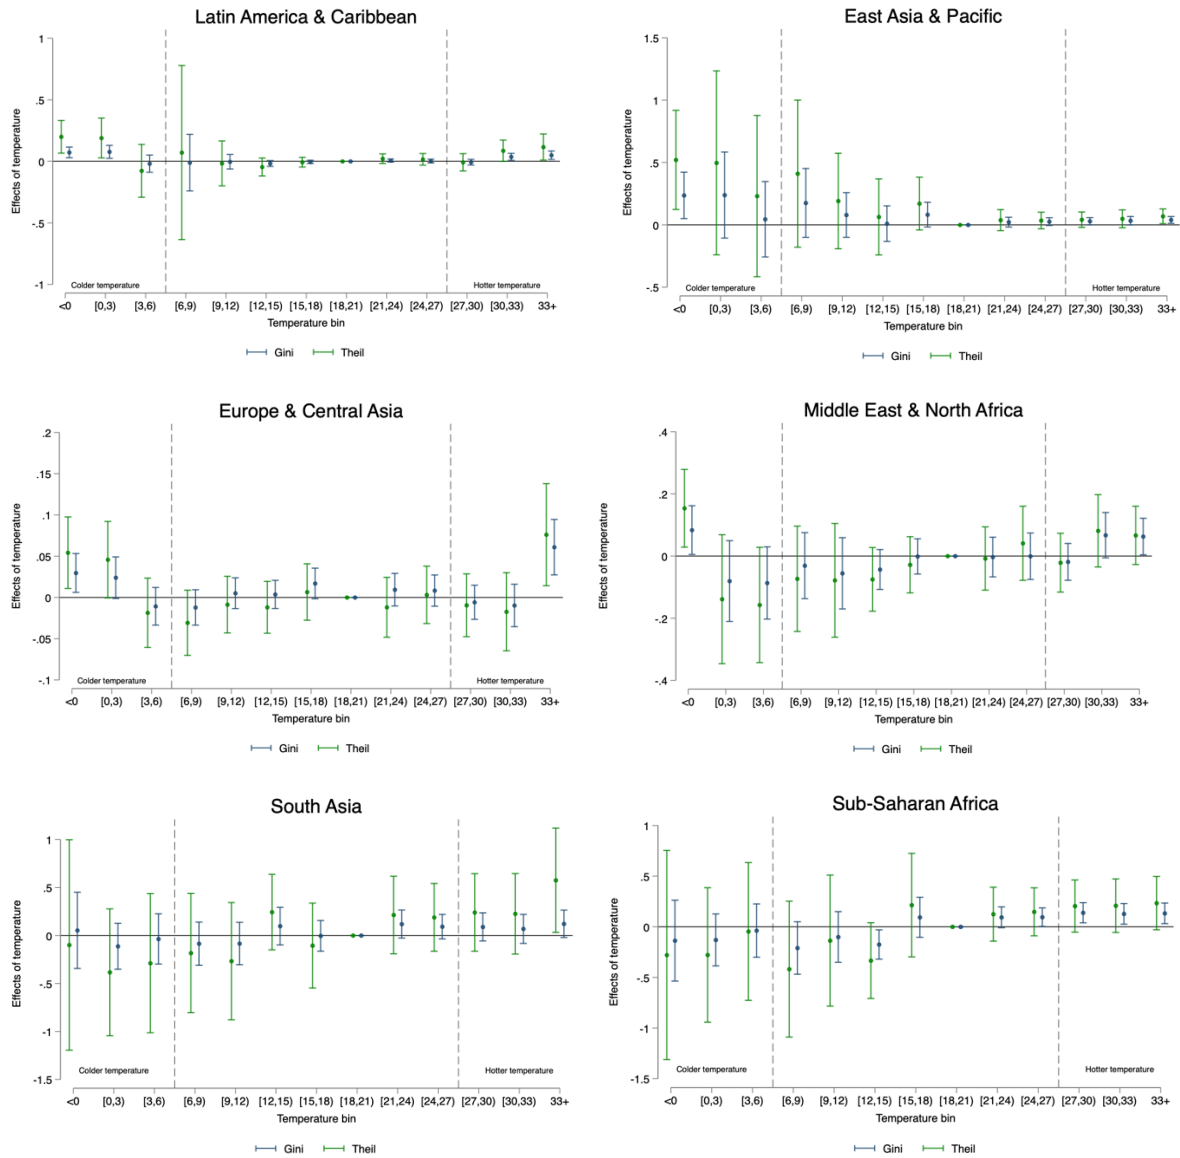 Latin America & Caribbean
Effects of temperature
1
.5
0
-.5
-1
Colder temperature
Hotter temperature
<0 [0,3) [3,6) [6,9) [9,12) [12,15) [15,18) [18,21) [21,24) [24,27) [27,30) [30,33) 33+
Temperature bin
Gini Theil
East Asia & Pacific
Effects of temperature
1.5
1
.5
0
-.5
Colder temperature
Hotter temperature
<0 [0,3) [3,6) [6,9) [9,12) [12,15) [15,18) [18,21) [21,24) [24,27) [27,30) [30,33) 33+
Temperature bin
Gini Theil
Europe & Central Asia
Effects of temperature
.2
.15
.1
.05
0
-.05
-.1
Colder temperature
Hotter temperature
<0 [0,3) [3,6) [6,9) [9,12) [12,15) [15,18) [18,21) [21,24) [24,27) [27,30) [30,33) 33+
Temperature bin
Gini Theil
Middle East & North Africa
Effects of temperature
.4
.2
0
-.2
-.4
<0 [0,3) [3,6) [6,9) [9,12) [12,15) [15,18) [18,21) [21,24) [24,27) [27,30) [30,33) 33+
Temperature bin
Gini Theil
South Asia
Effects of temperature
1
.5
0
-.5
-1
-1.5
Colder temperature
Hotter temperature
<0 [0,3) [3,6) [6,9) [9,12) [12,15) [15,18) [18,21) [21,24) [24,27) [27,30) [30,33) 33+
Temperature bin
Gini Theil
Sub-Saharan Africa
Effects of temperature
1
.5
0
-.5
-1
-1.5
Colder temperature
Hotter temperature
<0 [0,3) [3,6) [6,9) [9,12) [12,15) [15,18) [18,21) [21,24) [24,27) [27,30) [30,33) 33+
Temperature bin
Gini Theil